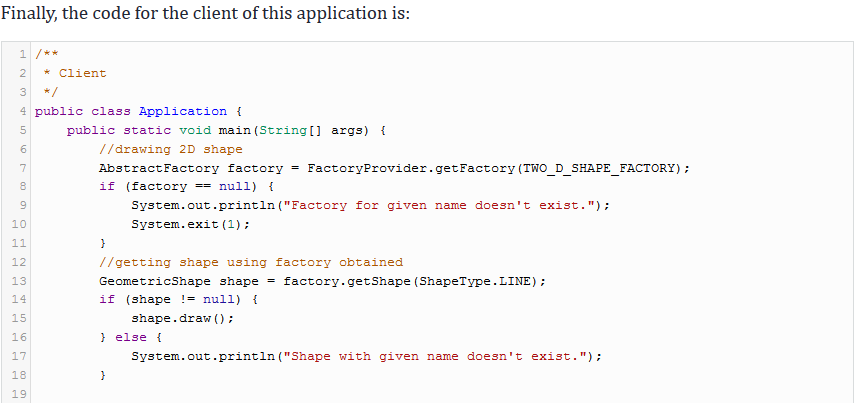 Finally, the code for the client of this application is:
1 /**
2  * Client
3  */
4 public class Application {
5     public static void main(String[] args) {
6         //drawing 2D shape
7         AbstractFactory factory = FactoryProvider.getFactory(TWO_D_SHAPE_FACTORY);
8         if (factory == null) {
9             System.out.println("Factory for given name doesn't exist.");
10             System.exit(1);
11         }
12         //getting shape using factory obtained
13         GeometricShape shape = factory.getShape(ShapeType.LINE);
14         if (shape != null) {
15             shape.draw();
16         } else {
17             System.out.println("Shape with given name doesn't exist.");
18         }
19